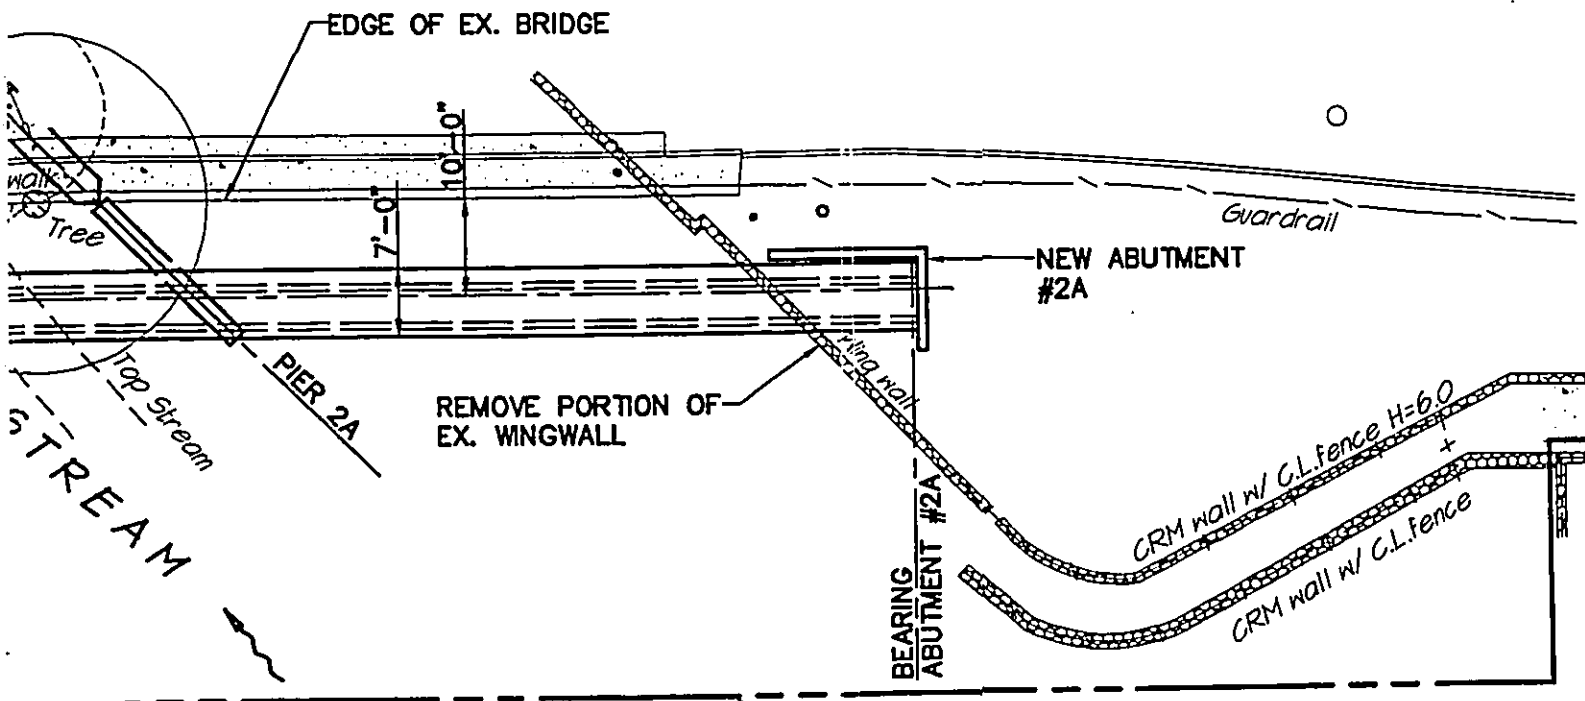 EDGE OF EX. BRIDGE
10'-0"
7'-0"
walk
Tree
Guardrail
NEW ABUTMENT
#2A
Top Stream
PIER 2A
Wing wall
REMOVE PORTION OF
EX. WINGWALL
STREAM
CRM wall w/ C.L.fence H=6.0
CRM wall w/ C.L.fence
BEARING
ABUTMENT #2A